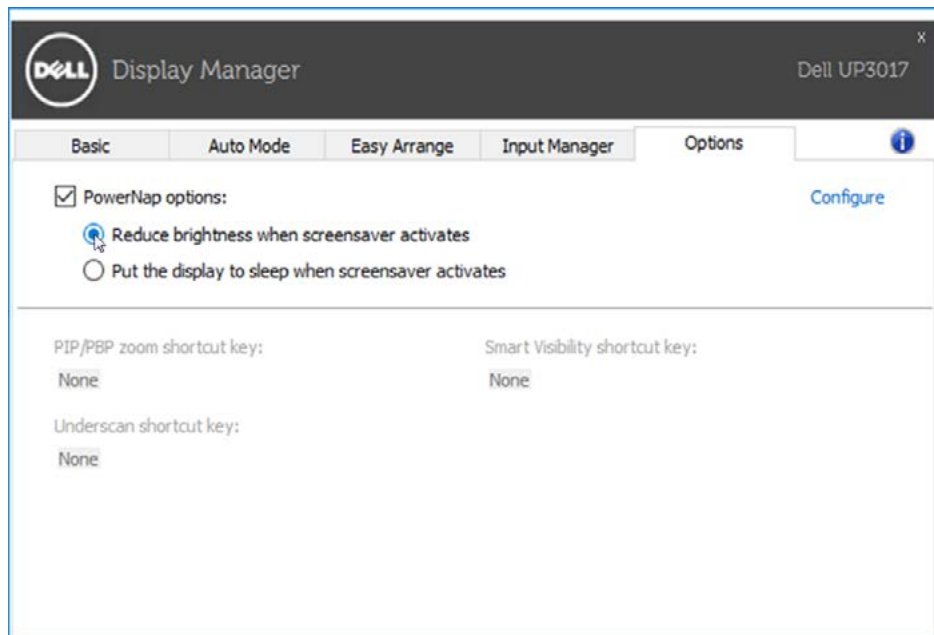 x
DELL Display Manager Dell UP3017
Basic Auto Mode Easy Arrange Input Manager Options i
PowerNap options: Configure
Reduce brightness when screensaver activates
Put the display to sleep when screensaver activates
PIP/PBP zoom shortcut key: Smart Visibility shortcut key:
None None
Underscan shortcut key:
None